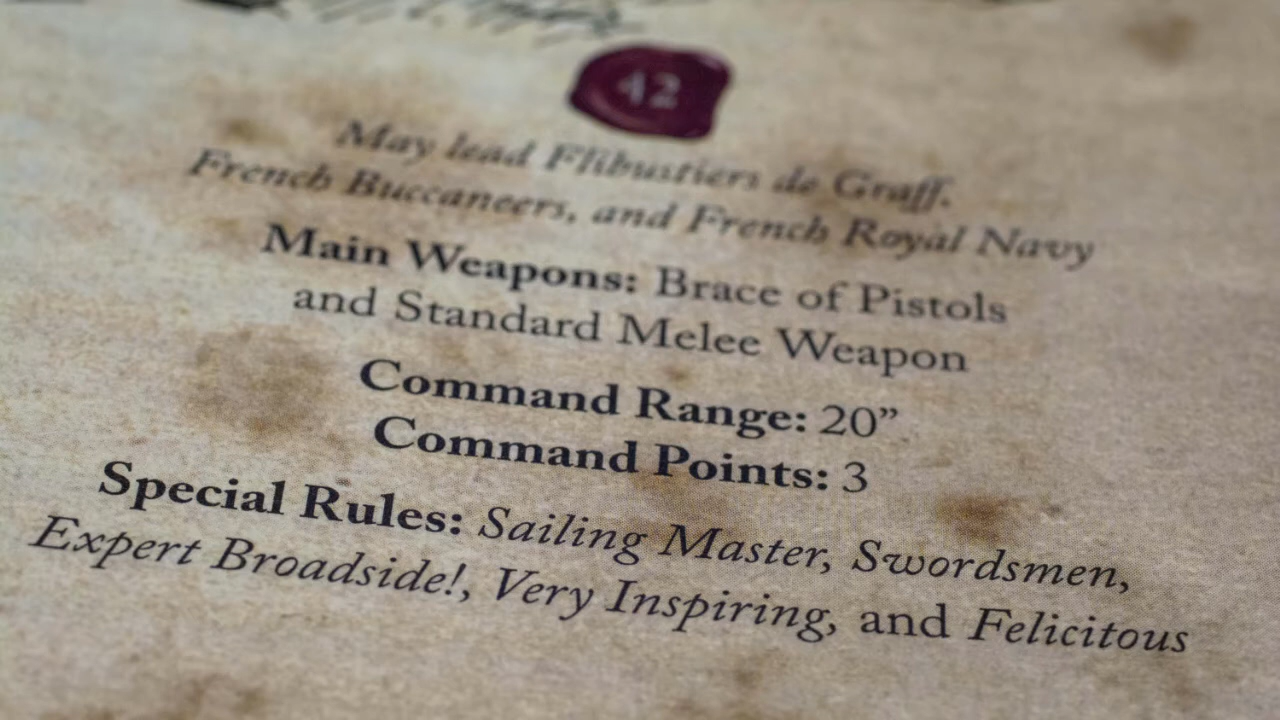 42
May lead Flibustiers de Graff,
French Buccaneers, and French Royal Navy
Main Weapons: Brace of Pistols
and Standard Melee Weapon
Command Range: 20”
Command Points: 3
Special Rules: Sailing Master, Swordsmen,
Expert Broadside!, Very Inspiring, and Felicitous